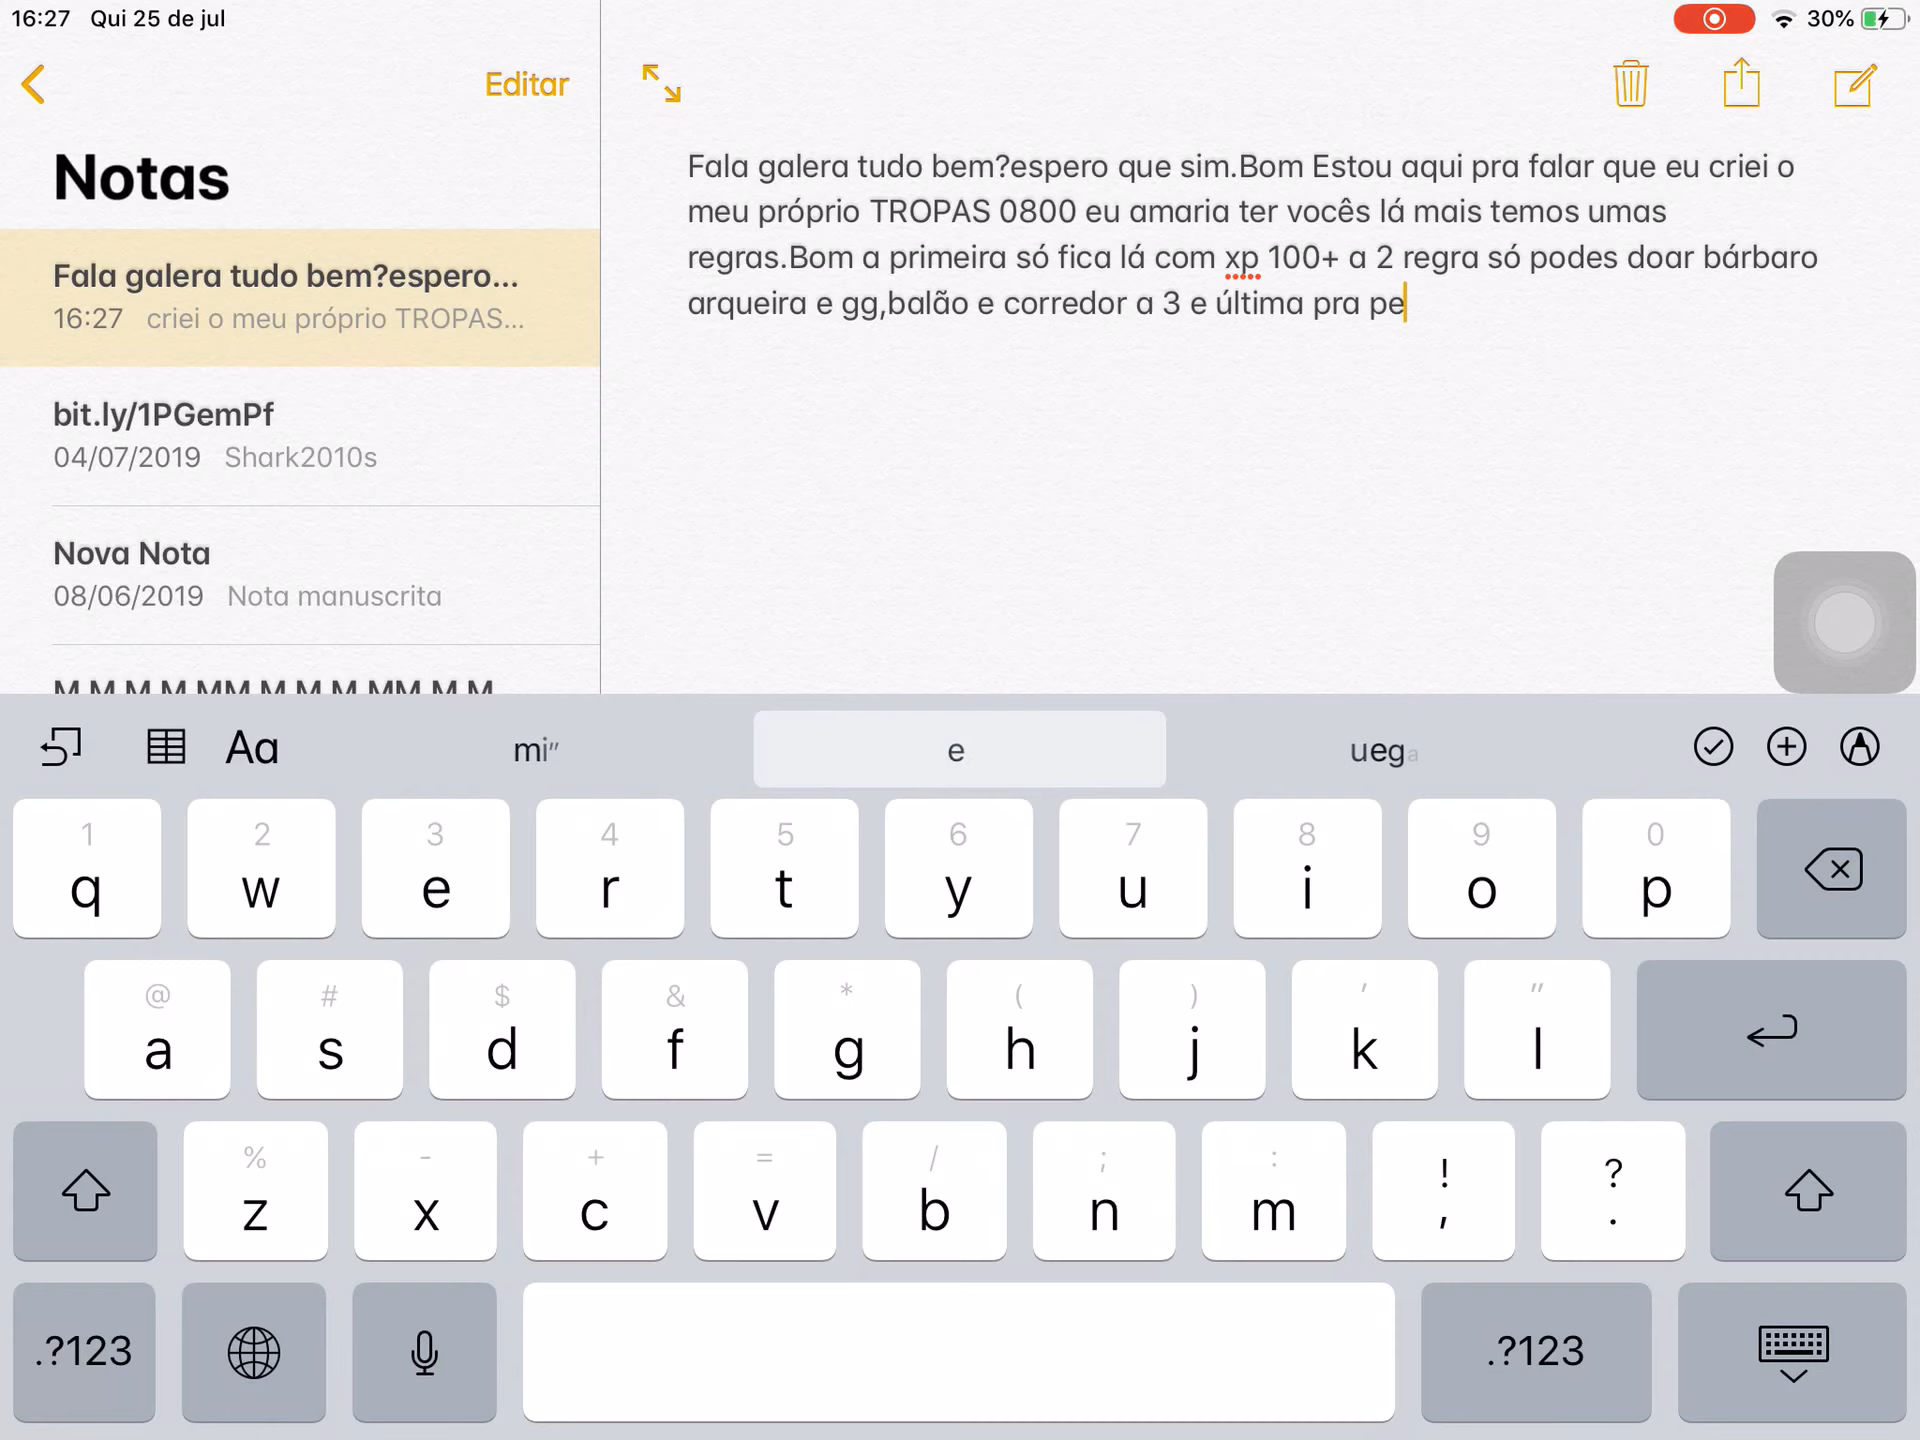 16:27 Qui 25 de jul
30%
Editar
Notas
Fala galera tudo bem?espero...
16:27 criei o meu próprio TROPAS...
bit.ly/1PGemPf
04/07/2019 Shark2010s
Nova Nota
08/06/2019 Nota manuscrita
M M M M MM M M M MM M M
Fala galera tudo bem?espero que sim.Bom Estou aqui pra falar que eu criei o
meu próprio TROPAS 0800 eu amaria ter vocês lá mais temos umas
regras.Bom a primeira só fica lá com xp 100+ a 2 regra só podes doar bárbaro
arqueira e gg,balão e corredor a 3 e última pra pe
Aa mi" e uega
1 2 3 4 5 6 7 8 9 0
q w e r t y u i o p
@ # $ & * ( ) ' "
a s d f g h j k l
% - + = / ; : ! ?
z x c v b n m , .
.?123 .?123